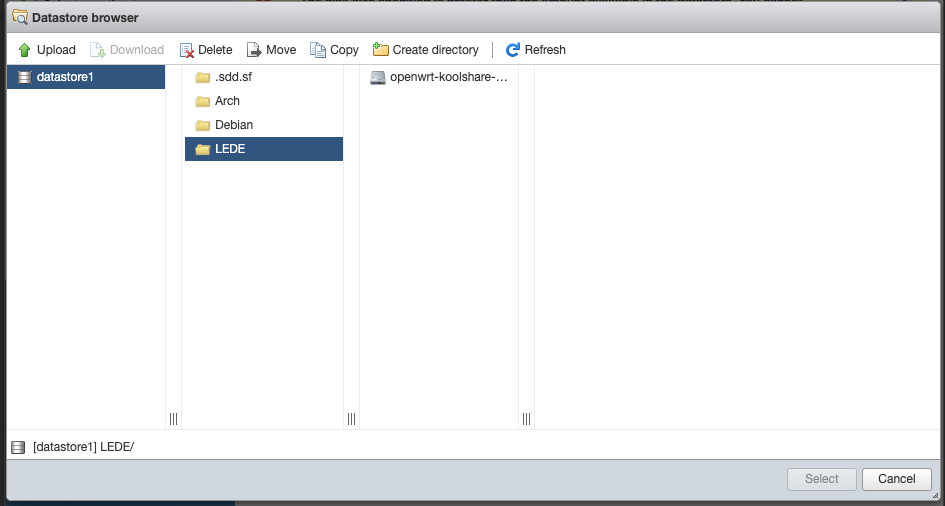 Datastore browser
Upload Download Delete Move Copy Create directory Refresh
datastore1
.sdd.sf
Arch
Debian
LEDE
openwrt-koolshare-...
[datastore1] LEDE/
Select Cancel